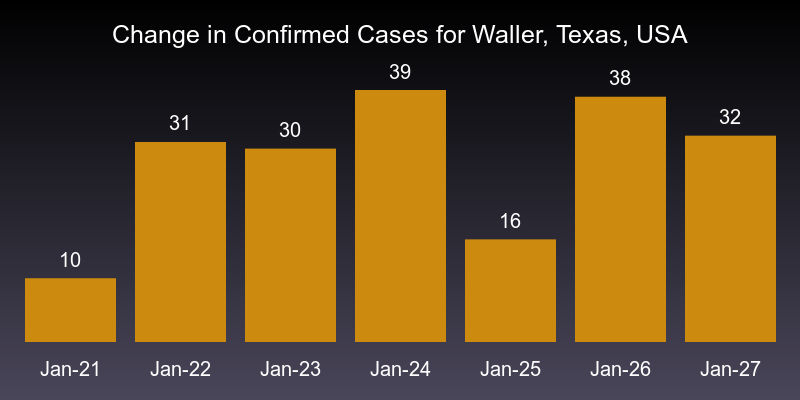 Change in Confirmed Cases for Waller, Texas, USA
10
31
30
39
16
38
32
Jan-21
Jan-22
Jan-23
Jan-24
Jan-25
Jan-26
Jan-27